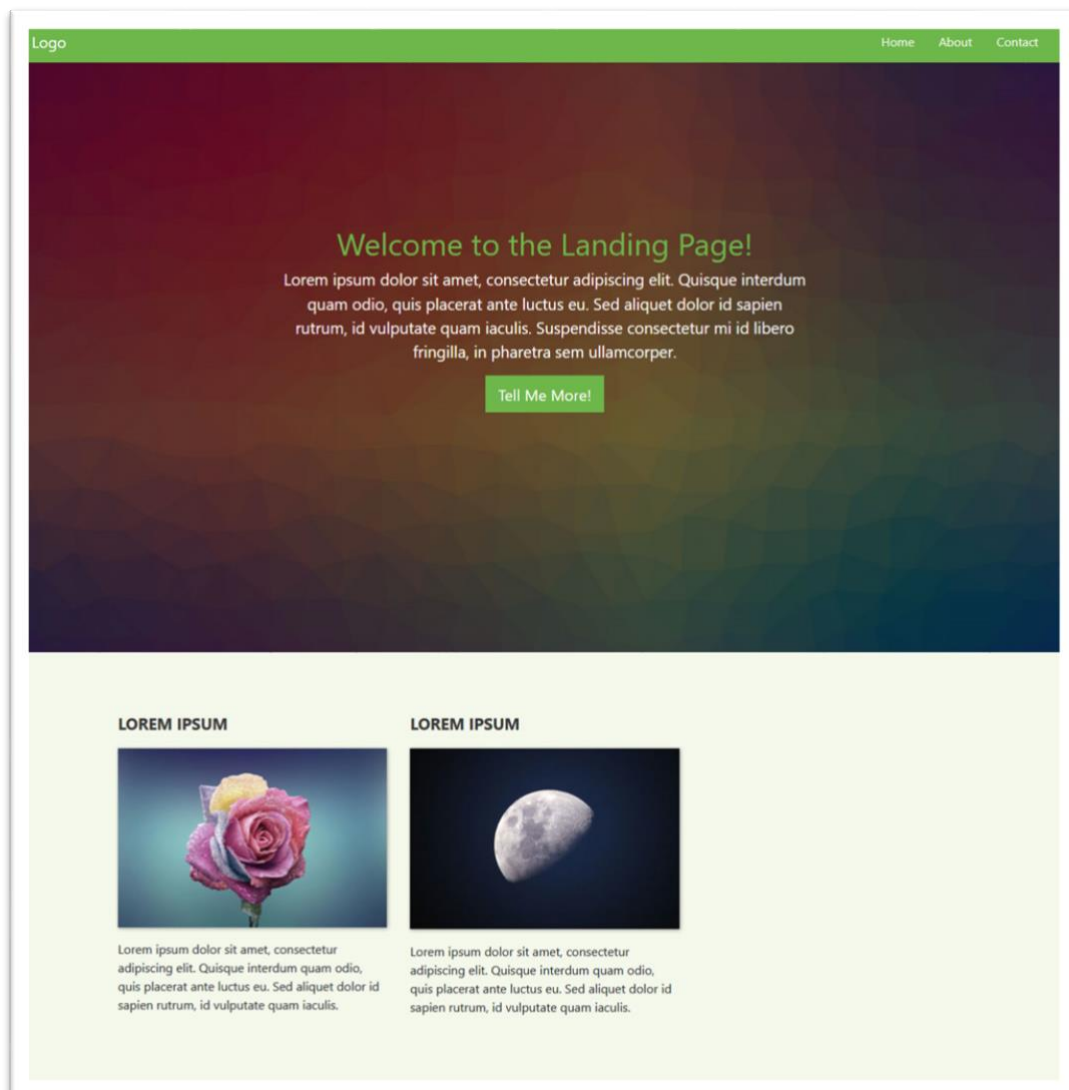 Logo
Home About Contact
Welcome to the Landing Page!
Lorem ipsum dolor sit amet, consectetur adipiscing elit. Quisque interdum
quam odio, quis placerat ante luctus eu. Sed aliquet dolor id sapien
rutrum, id vulputate quam iaculis. Suspendisse consectetur mi id libero
fringilla, in pharetra sem ullamcorper.
Tell Me More!
LOREM IPSUM
Lorem ipsum dolor sit amet, consectetur
adipiscing elit. Quisque interdum quam odio,
quis placerat ante luctus eu. Sed aliquet dolor id
sapien rutrum, id vulputate quam iaculis.
LOREM IPSUM
Lorem ipsum dolor sit amet, consectetur
adipiscing elit. Quisque interdum quam odio,
quis placerat ante luctus eu. Sed aliquet dolor id
sapien rutrum, id vulputate quam iaculis.